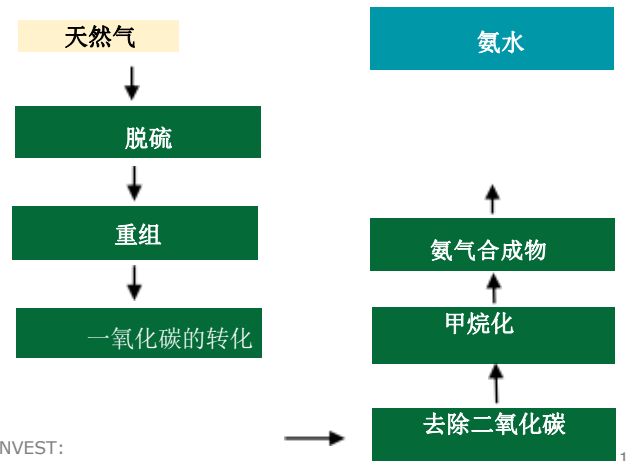 天然气
脱硫
重组
一氧化碳的转化
氨水
氨气合成物
甲烷化
去除二氧化碳
NVEST:
1